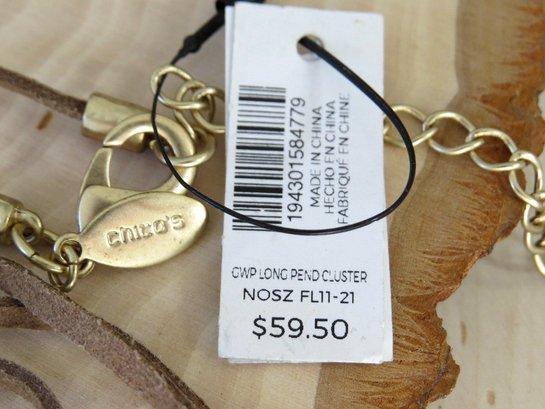 chico's
194301584779
MADE IN CHINA
HECHO EN CHINA
FABRIQUÉ EN CHINE
GWP LONG PEND CLUSTER
NOSZ FL11-21
$59.50